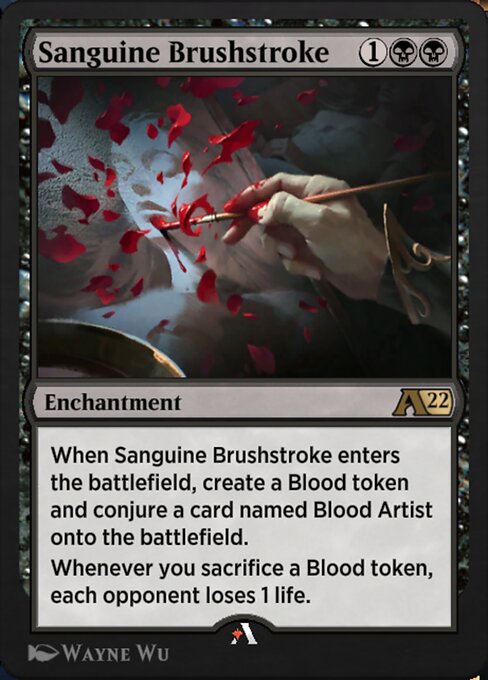 Sanguine Brushstroke 1
Enchantment
A22
When Sanguine Brushstroke enters
the battlefield, create a Blood token
and conjure a card named Blood Artist
onto the battlefield.
Whenever you sacrifice a Blood token,
each opponent loses 1 life.
Wayne Wu